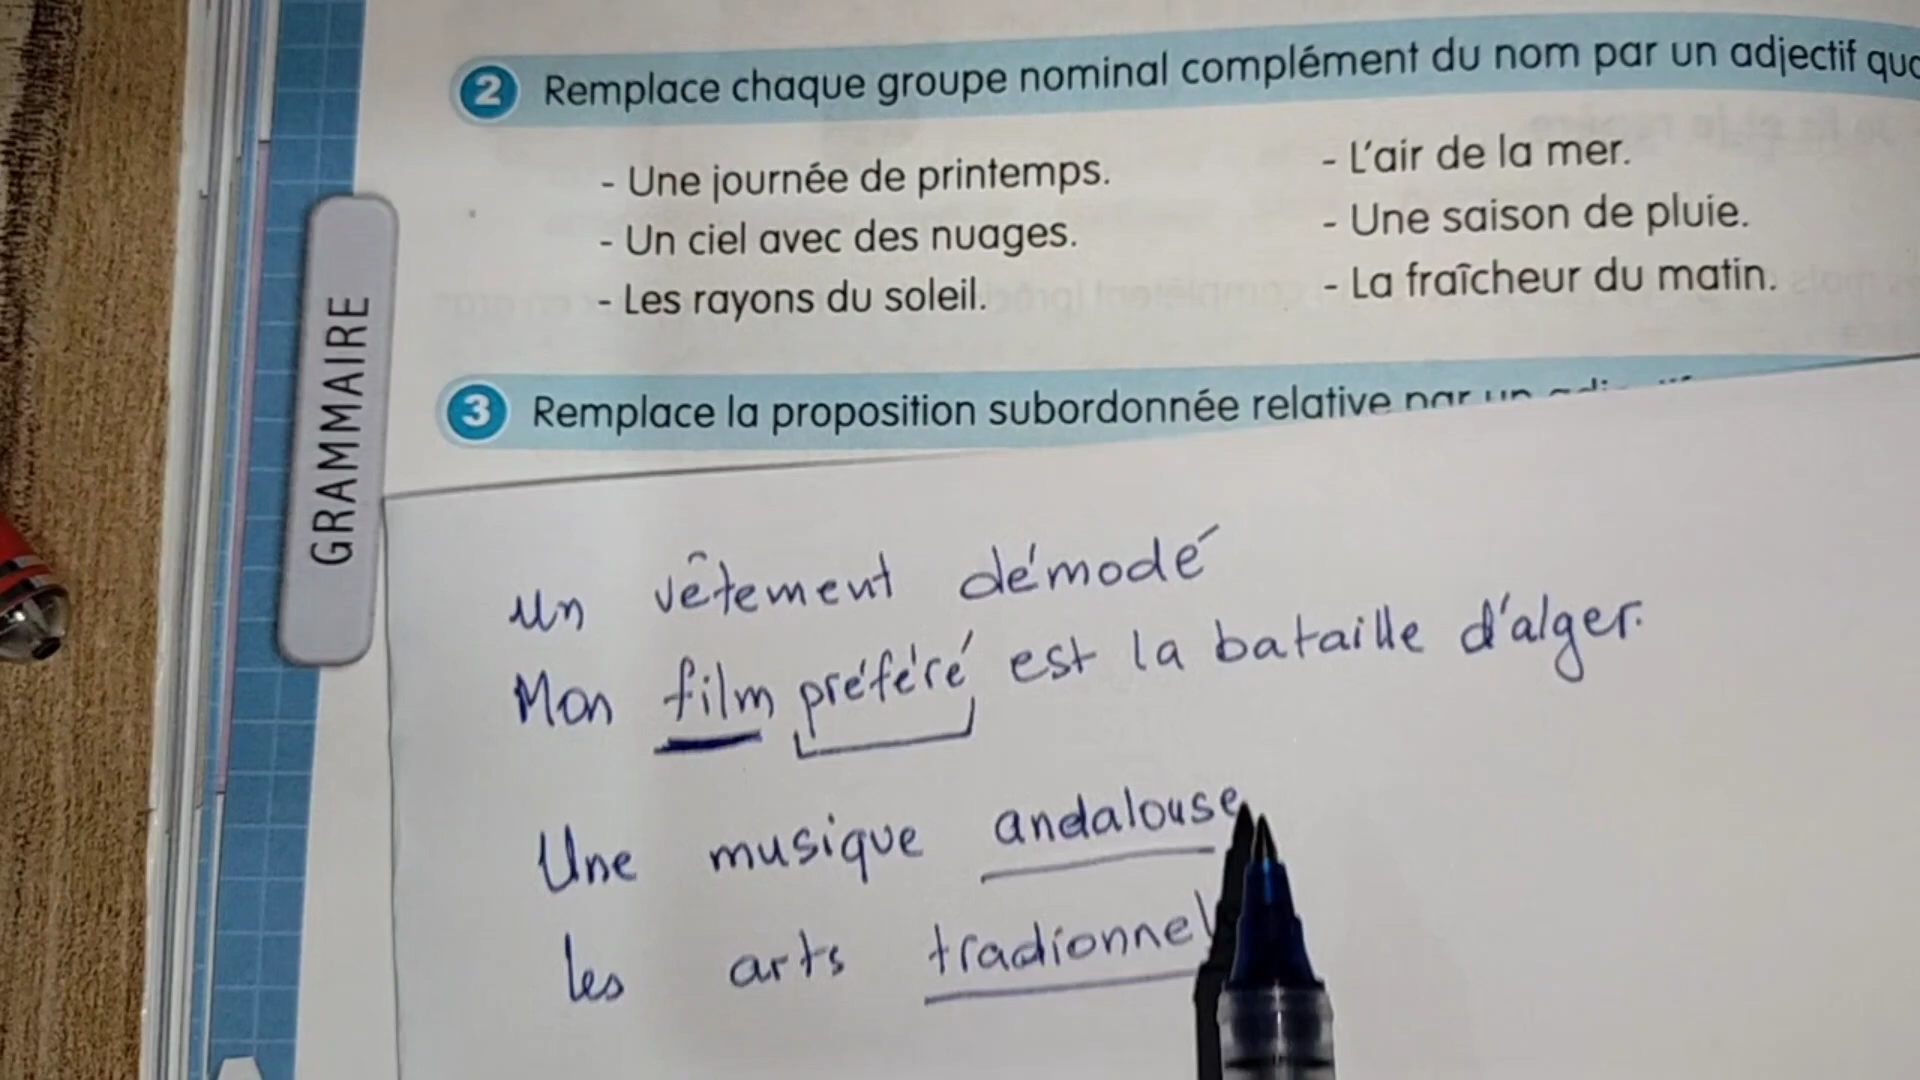 2 Remplace chaque groupe nominal complément du nom par un adjectif
- Une journée de printemps.
- Un ciel avec des nuages.
- Les rayons du soleil.
- L'air de la mer.
- Une saison de pluie.
- La fraîcheur du matin.
3 Remplace la proposition subordonnée relative par un
GRAMMAIRE
Un vêtement démodé
Mon film préféré est la bataille d'alger.
Une musique andalouse
les arts tradionnel